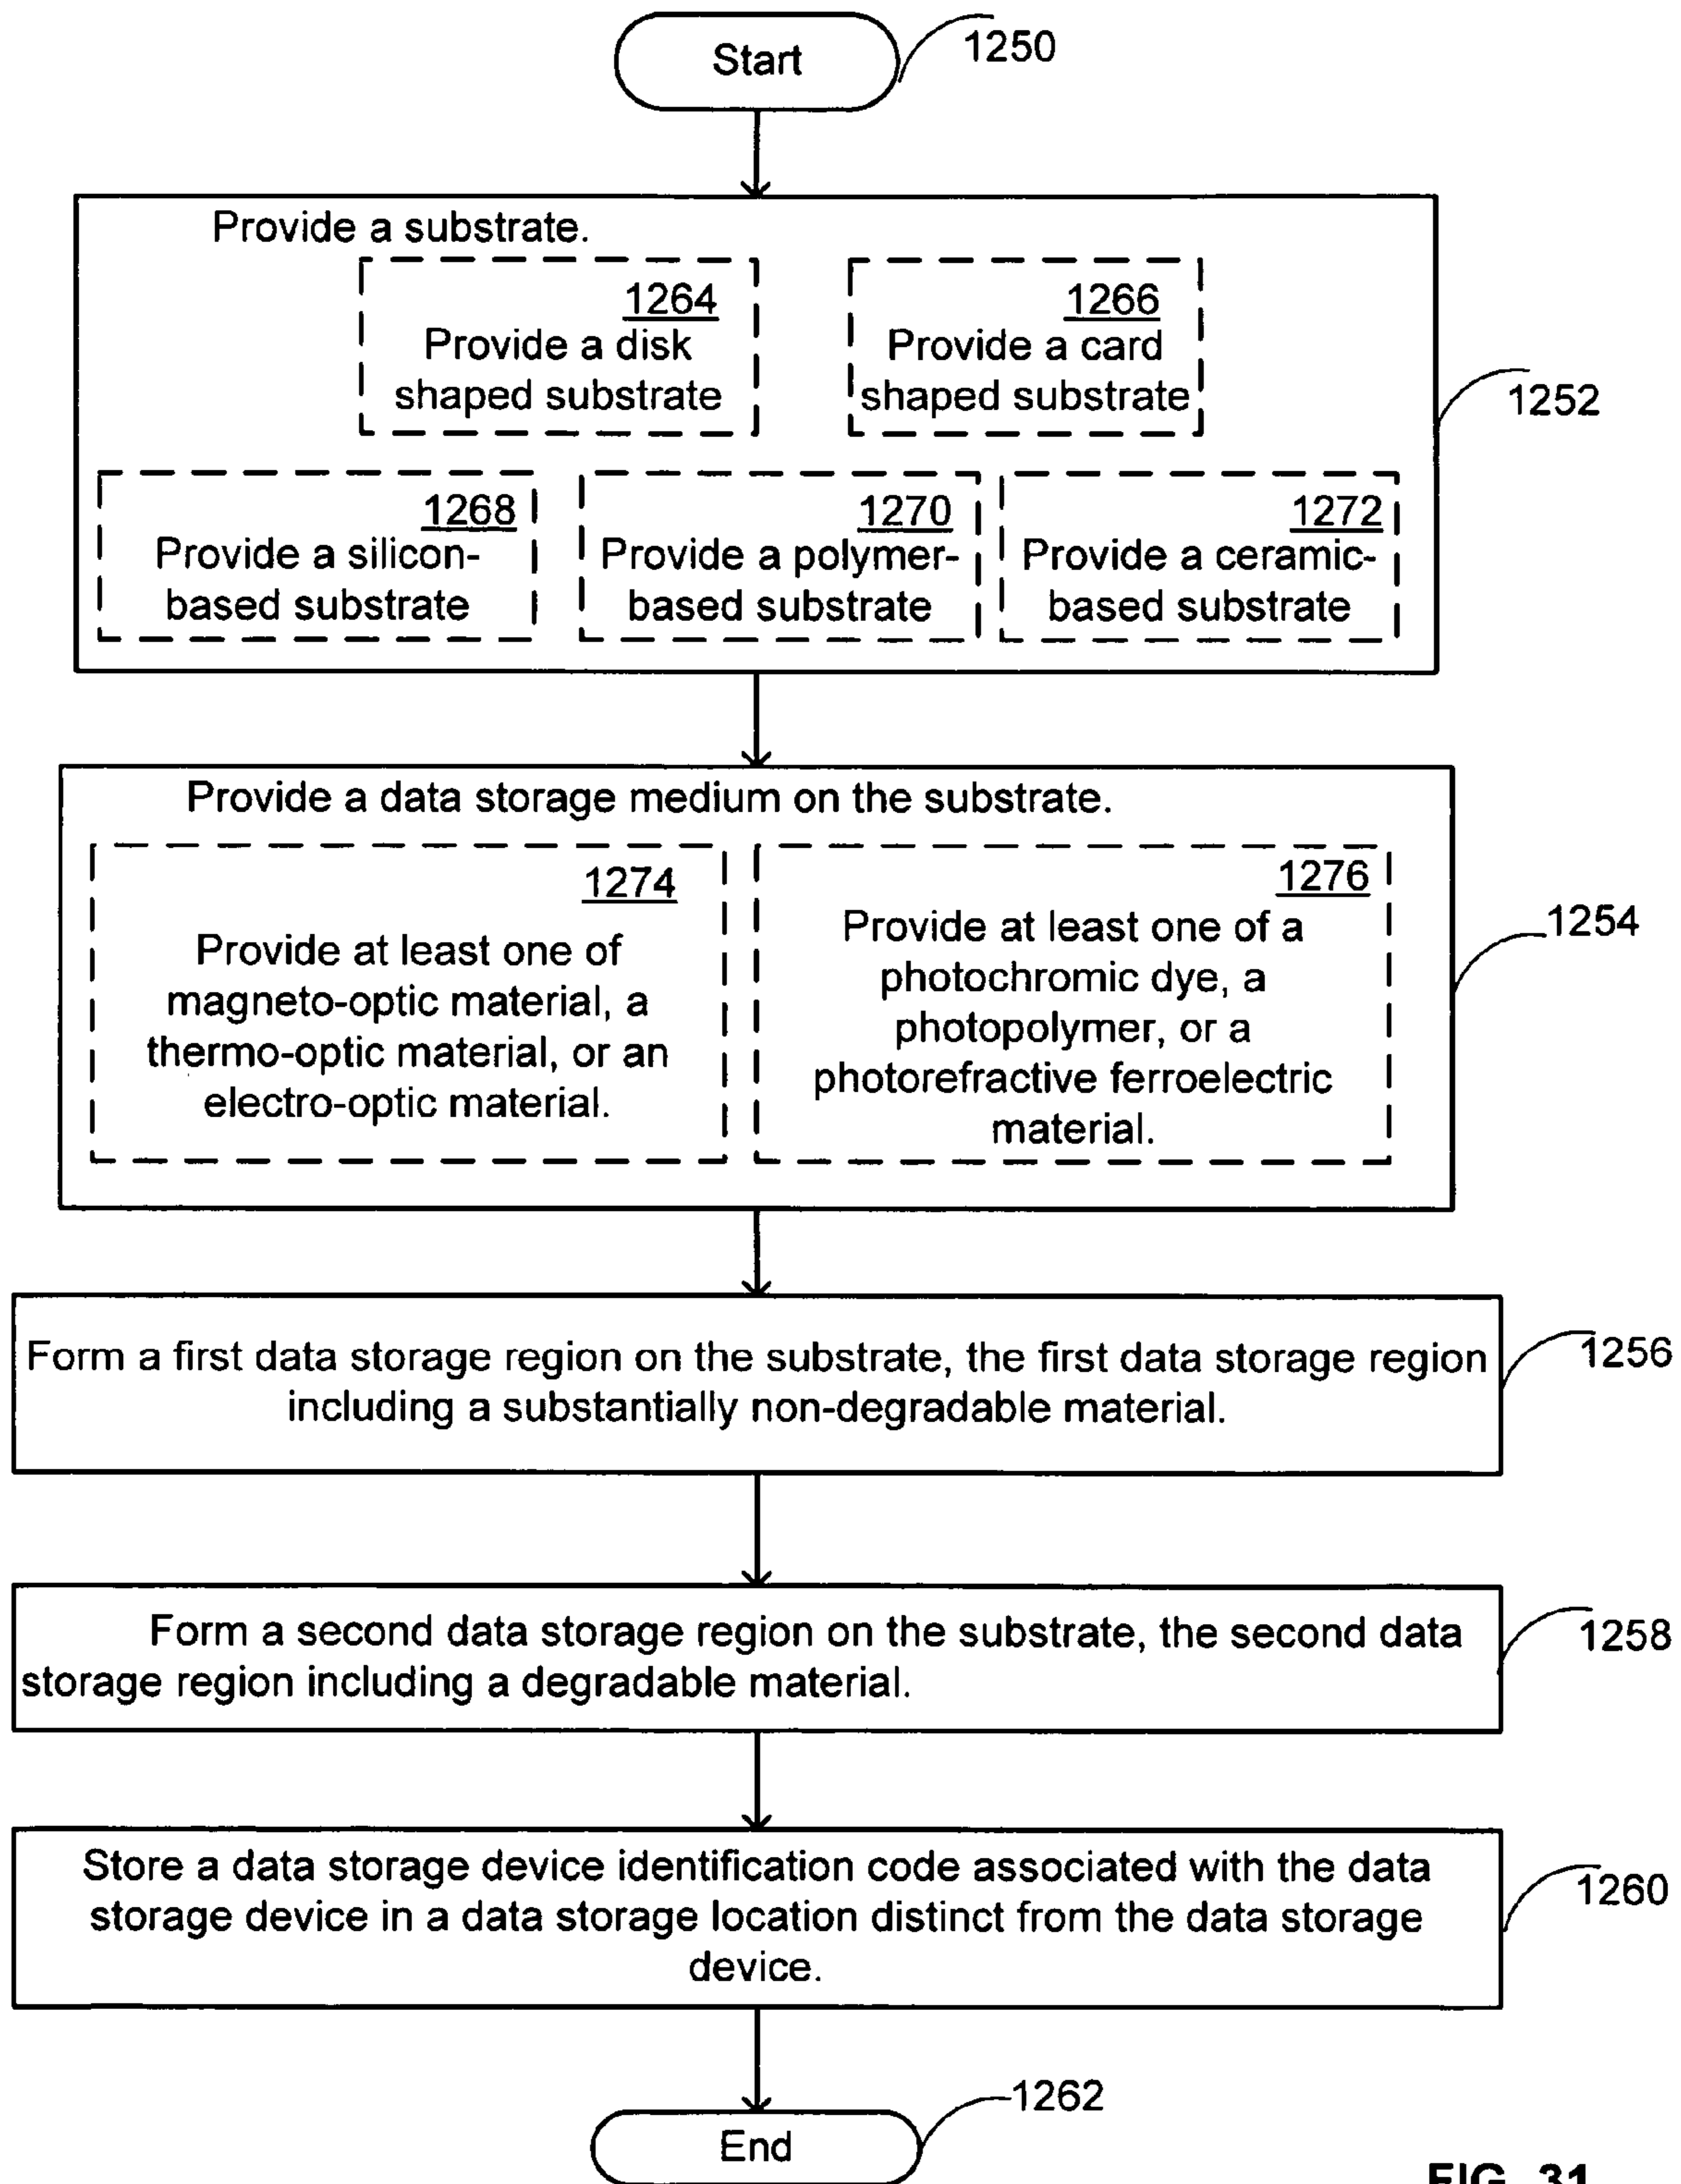 Start
1250
Provide a substrate.
1264
Provide a disk
shaped substrate
1266
Provide a card
shaped substrate
1252
1268
Provide a silicon-
based substrate
1270
Provide a polymer-
based substrate
1272
Provide a ceramic-
based substrate
Provide a data storage medium on the substrate.
1274
Provide at least one of
magneto-optic material, a
thermo-optic material, or an
electro-optic material.
1276
Provide at least one of a
photochromic dye, a
photopolymer, or a
photorefractive ferroelectric
material.
1254
Form a first data storage region on the substrate, the first data storage region
including a substantially non-degradable material.
1256
Form a second data storage region on the substrate, the second data
storage region including a degradable material.
1258
Store a data storage device identification code associated with the data
storage device in a data storage location distinct from the data storage
device.
1260
1262
End
FIG. 31